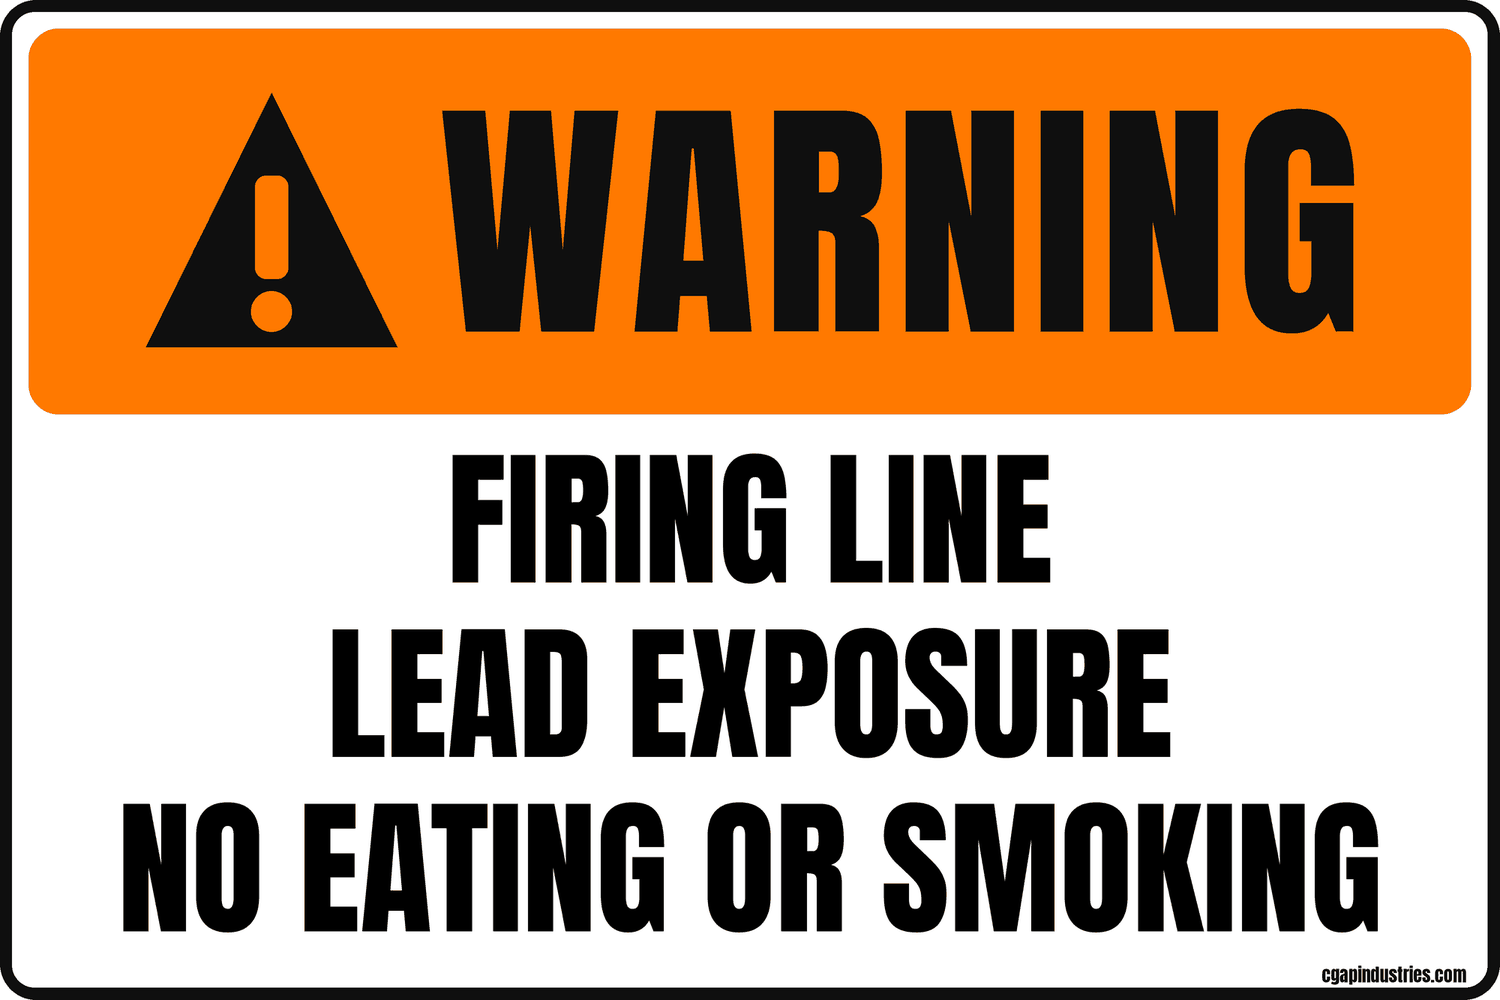 WARNING
FIRING LINE
LEAD EXPOSURE
NO EATING OR SMOKING
cgapindustries.com